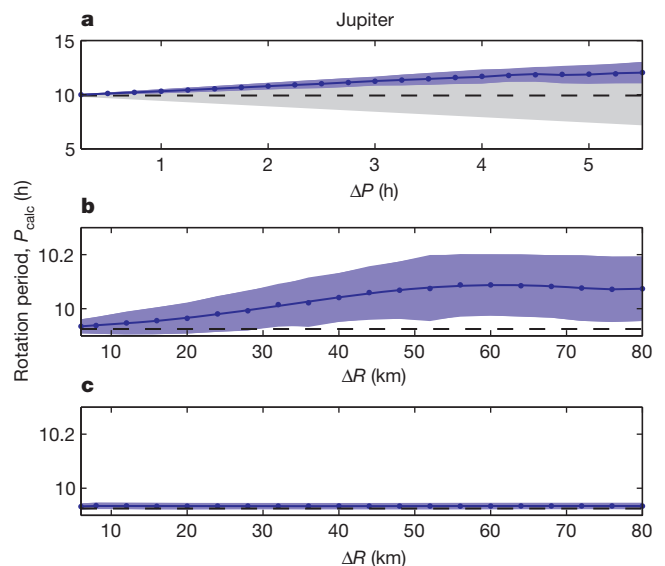 Jupiter
a
15
10
5
1 2 3 4 5
ΔP (h)
Rotation period, P_calc (h)
b
10.2
10
10 20 30 40 50 60 70 80
ΔR (km)
c
10.2
10
10 20 30 40 50 60 70 80
ΔR (km)